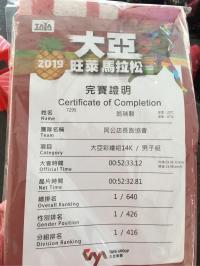 TATA
大亞
2019 旺萊馬拉松
完賽證明
Certificate of Completion
姓名
Name
7295
團隊名稱
Team
民公店長跑協會
項目
Category
大亞彩繪組14K / 男子組
大會時間
Official Time
00:52:33.12
晶片時間
Net Time
00:52:32.81
總排名
Overall Ranking
1 / 640
性別排名
Gender Position
1 / 426
分組排名
Division Ranking
1 / 416